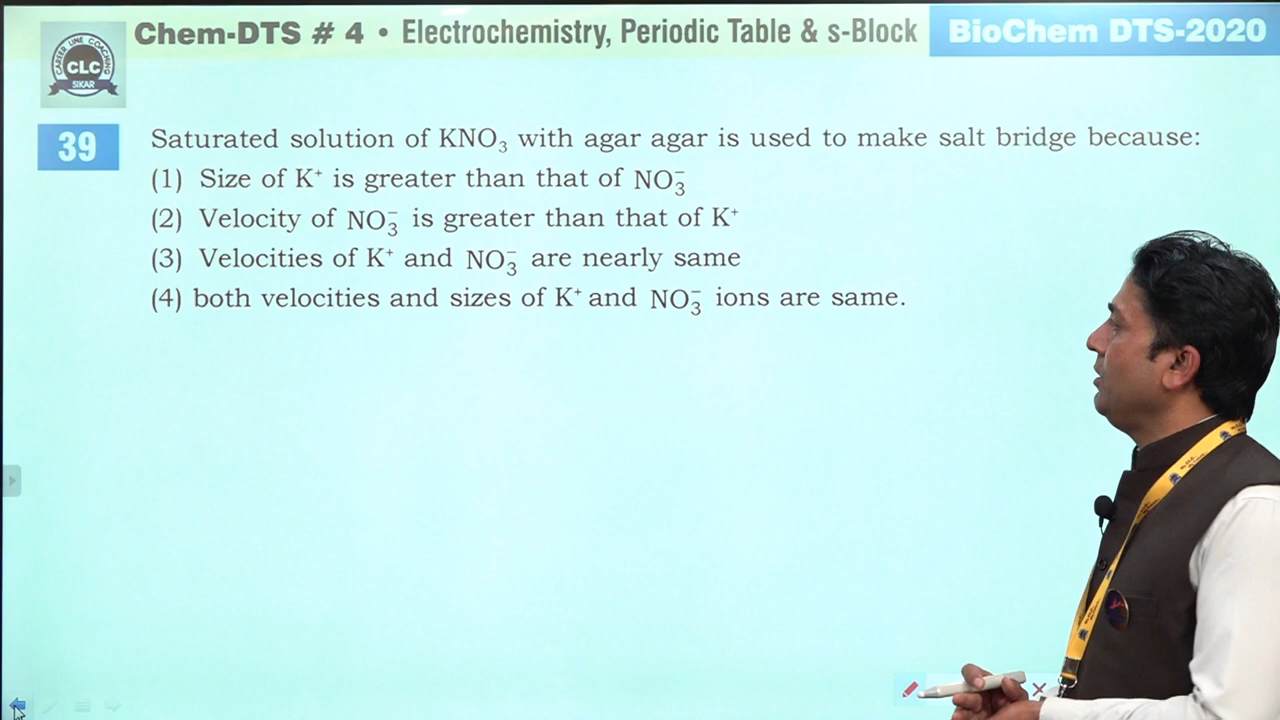 Chem-DTS # 4 • Electrochemistry, Periodic Table & s-Block
BioChem DTS-2020
CAREER LINE COACHING
CLC
SIKAR
39
Saturated solution of KNO₃ with agar agar is used to make salt bridge because:
(1) Size of K⁺ is greater than that of NO₃⁻
(2) Velocity of NO₃⁻ is greater than that of K⁺
(3) Velocities of K⁺ and NO₃⁻ are nearly same
(4) both velocities and sizes of K⁺ and NO₃⁻ ions are same.